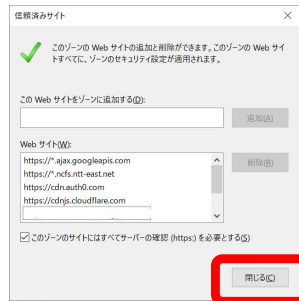 信頼済みサイト
このゾーンの Web サイトの追加と削除ができます。このゾーンの Web サイ
トすべてに、ゾーンのセキュリティ設定が適用されます。
この Web サイトをゾーンに追加する(D):
追加(A)
Web サイト(W):
https://*.ajax.googleapis.com
https://*.ncfs.ntt-east.net
https://cdn.auth0.com
https://cdnjs.cloudflare.com
削除(R)
このゾーンのサイトにはすべてサーバーの確認 (https:) を必要とする(S)
閉じる(C)